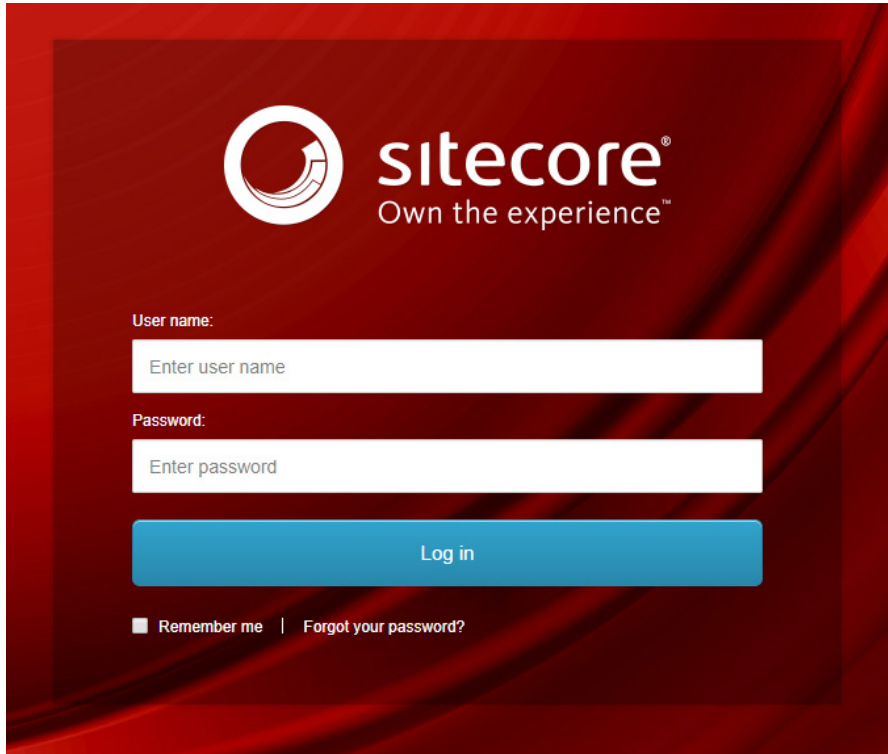 sitecore®
Own the experience™
User name:
Enter user name
Password:
Enter password
Log in
Remember me | Forgot your password?